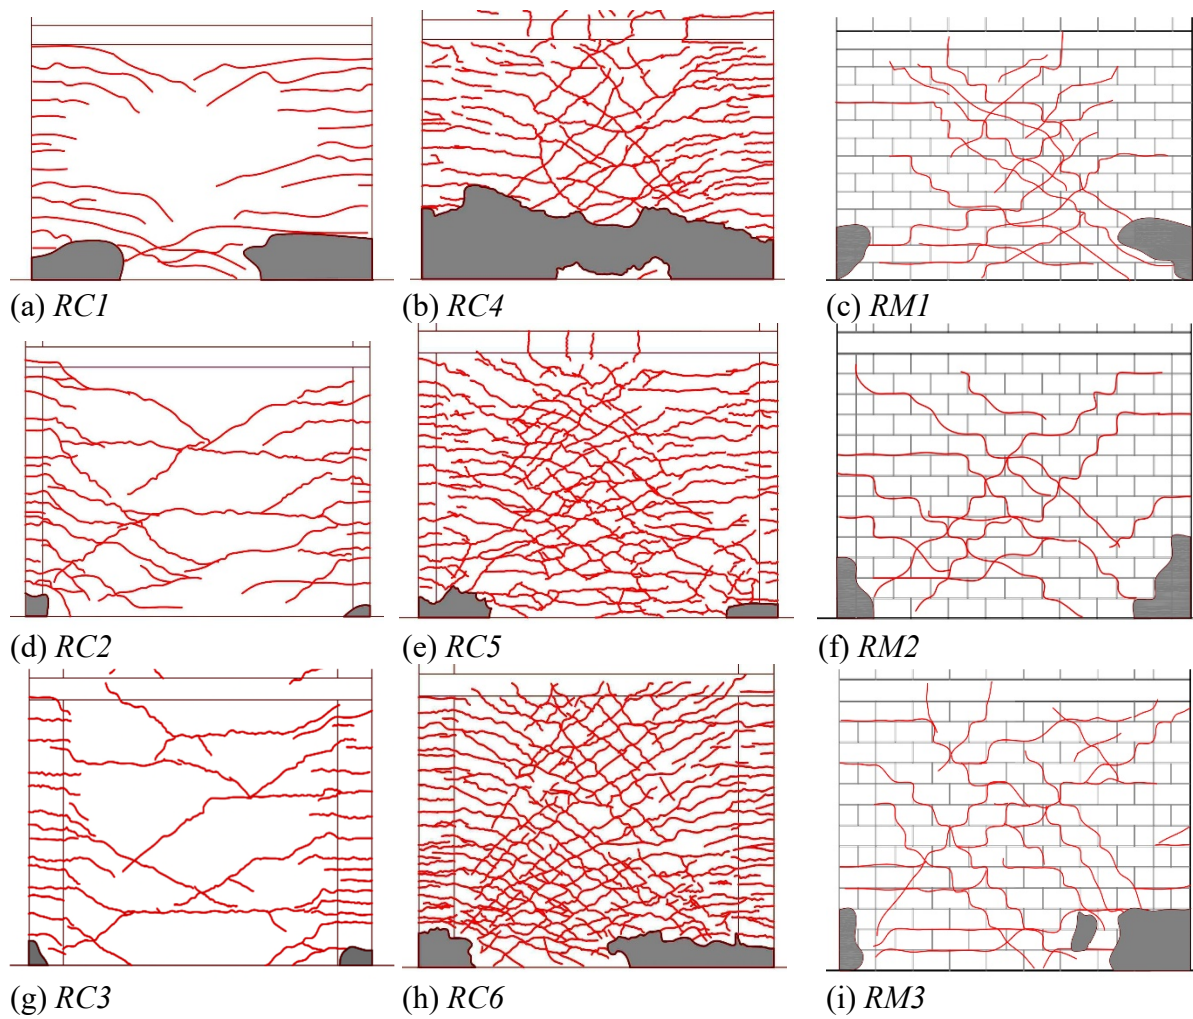 (a) RC1
(b) RC4
(c) RM1
(d) RC2
(e) RC5
(f) RM2
(g) RC3
(h) RC6
(i) RM3